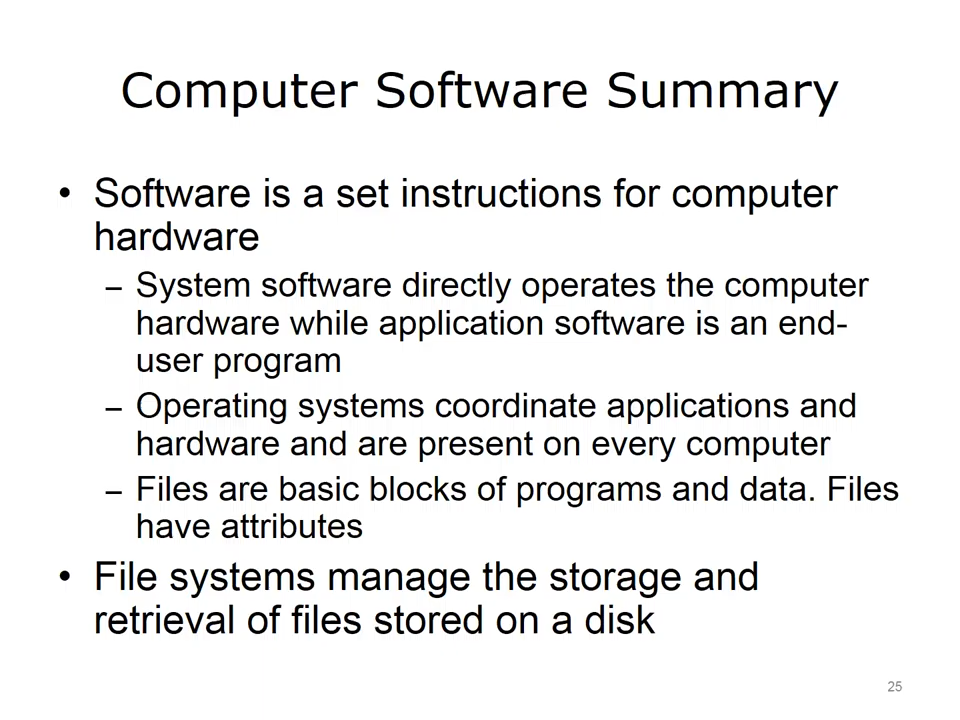 Computer Software Summary
• Software is a set instructions for computer
hardware
– System software directly operates the computer
hardware while application software is an end-
user program
– Operating systems coordinate applications and
hardware and are present on every computer
– Files are basic blocks of programs and data. Files
have attributes
• File systems manage the storage and
retrieval of files stored on a disk
25